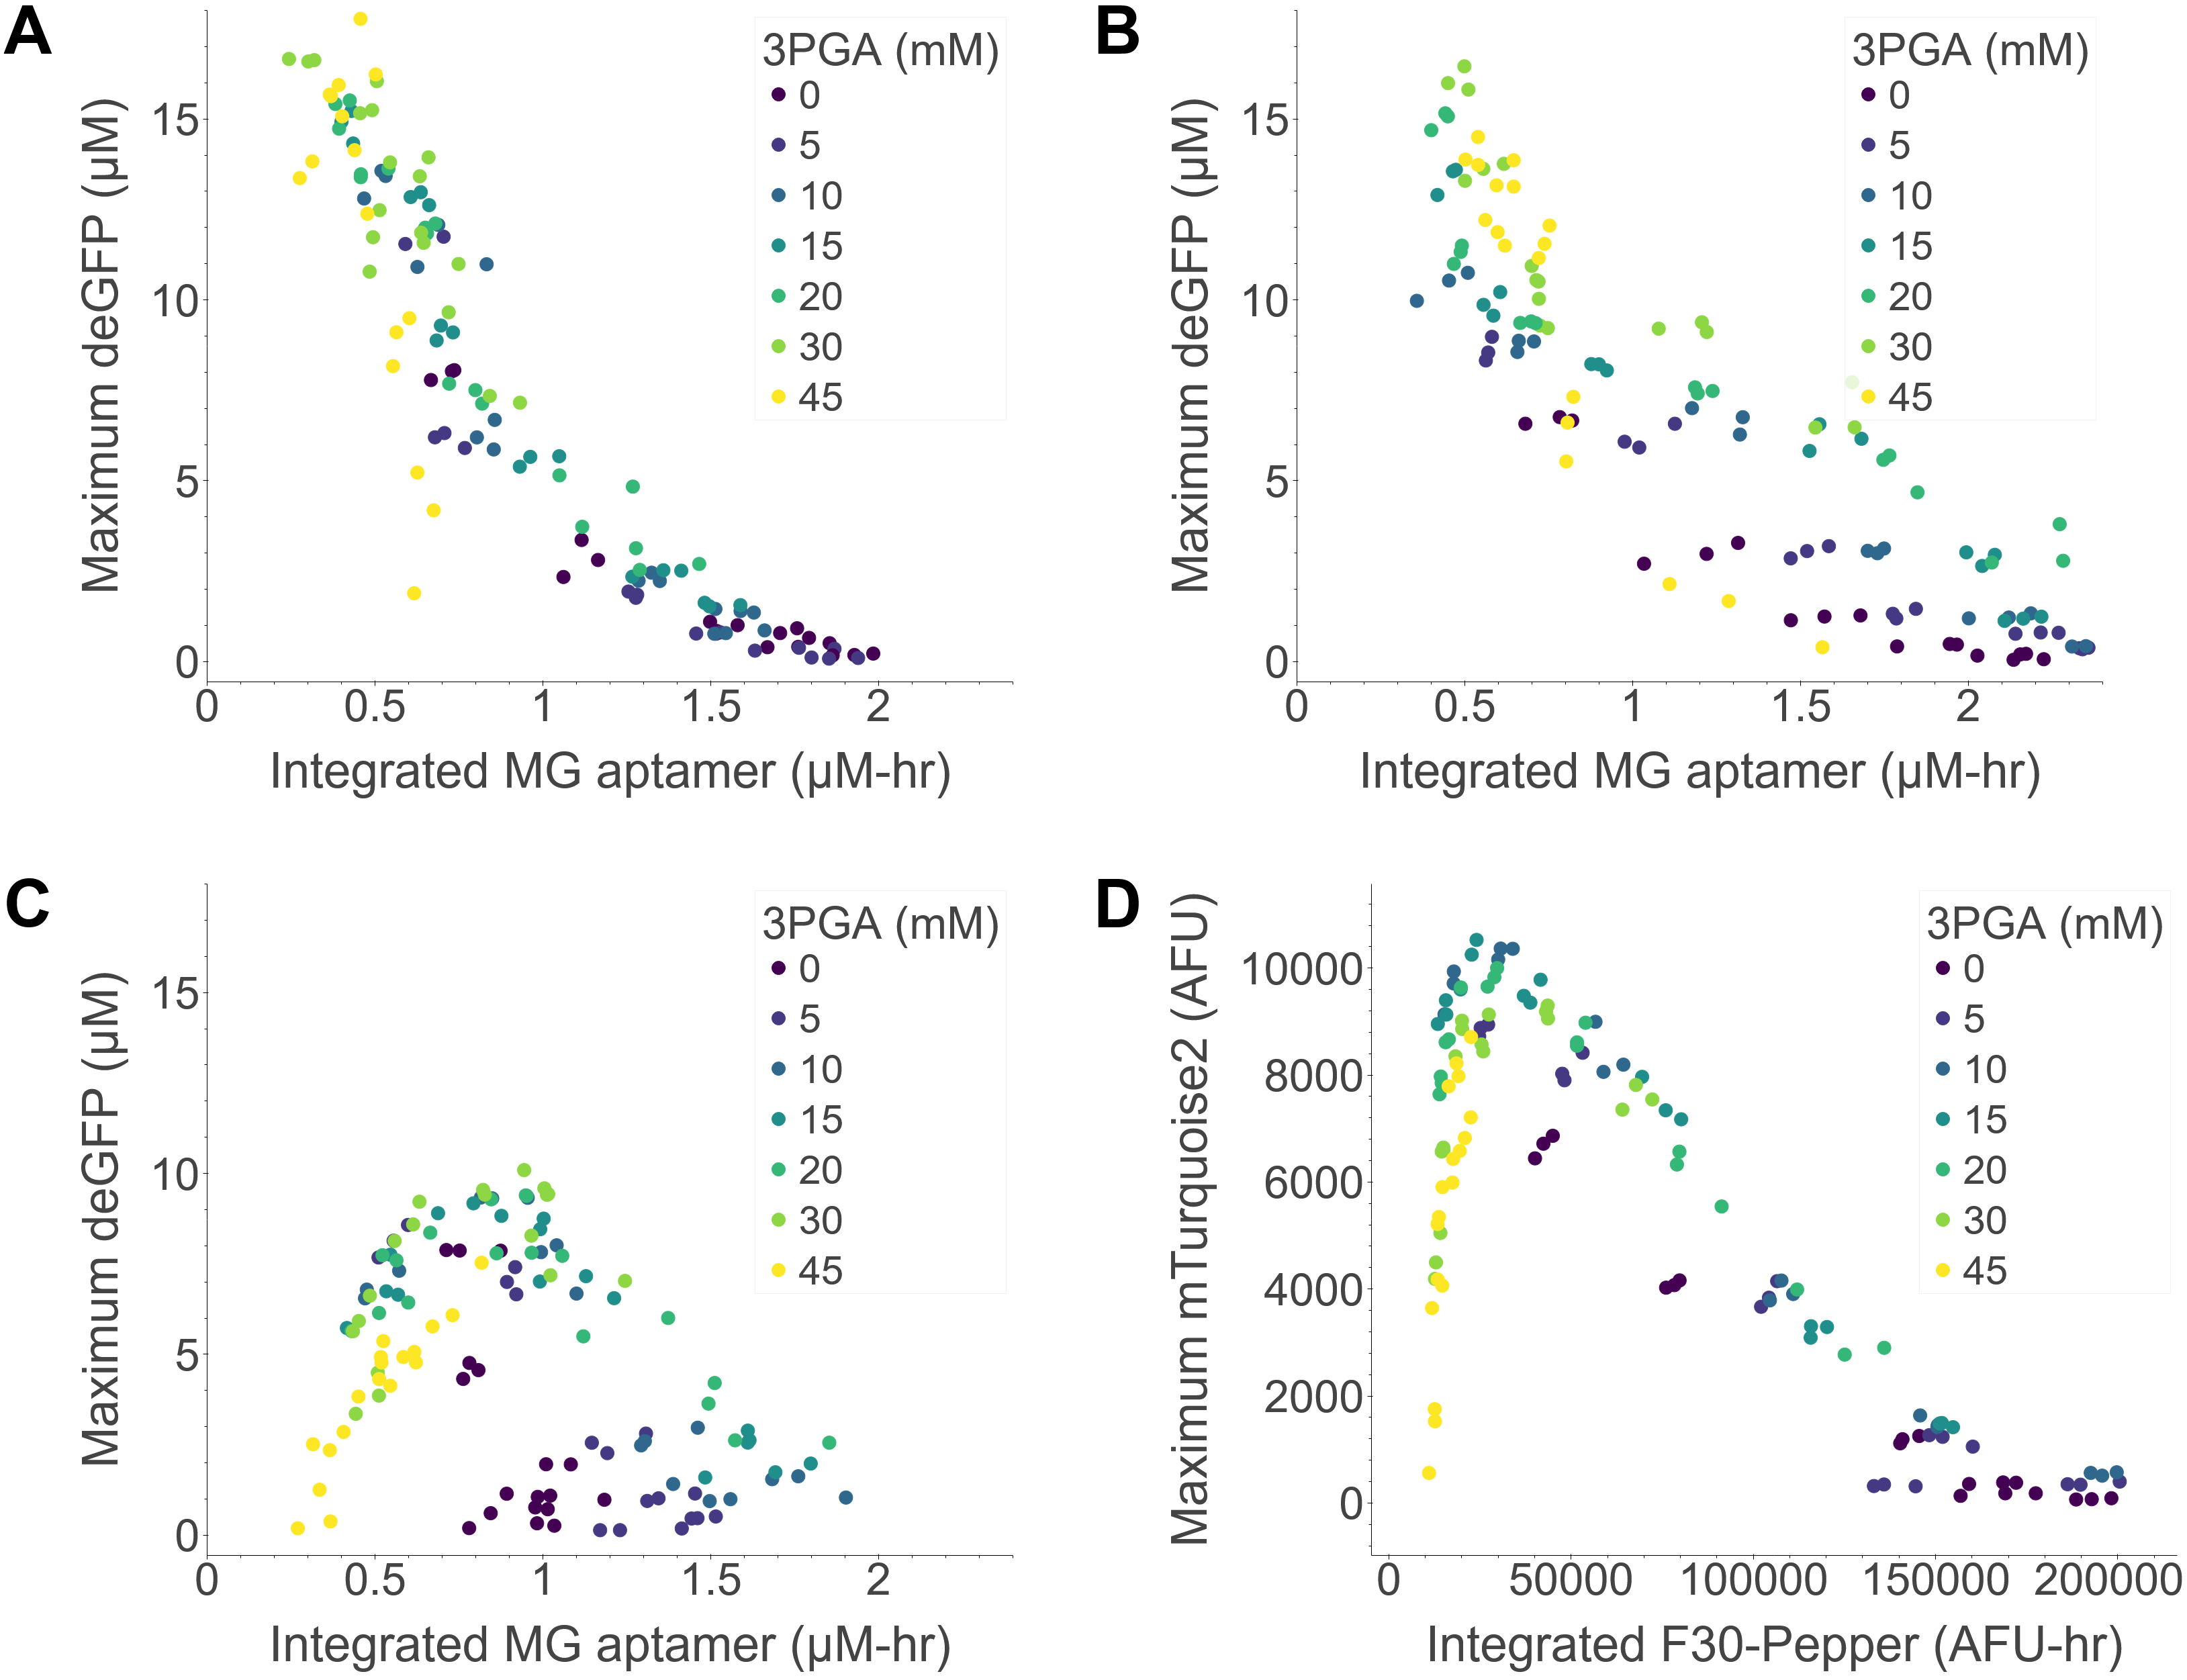 A
Maximum deGFP (µM)
15
10
5
0
0 0.5 1 1.5 2
Integrated MG aptamer (µM-hr)
3PGA (mM)
0
5
10
15
20
30
45
B
Maximum deGFP (µM)
15
10
5
0
0 0.5 1 1.5 2
Integrated MG aptamer (µM-hr)
3PGA (mM)
0
5
10
15
20
30
45
C
Maximum deGFP (µM)
15
10
5
0
0 0.5 1 1.5 2
Integrated MG aptamer (µM-hr)
3PGA (mM)
0
5
10
15
20
30
45
D
Maximum mTurquoise2 (AFU)
10000
8000
6000
4000
2000
0
0 50000 100000 150000 200000
Integrated F30-Pepper (AFU-hr)
3PGA (mM)
0
5
10
15
20
30
45